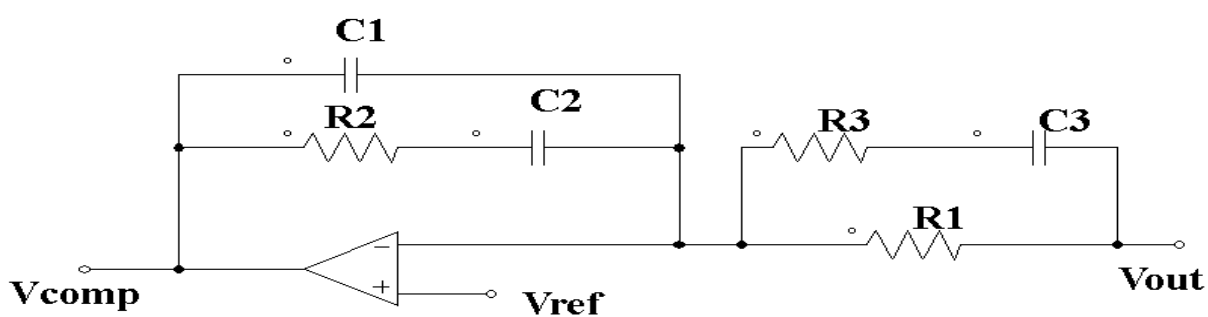 C1
R2
C2
R3
C3
R1
−
+
Vcomp
Vref
Vout